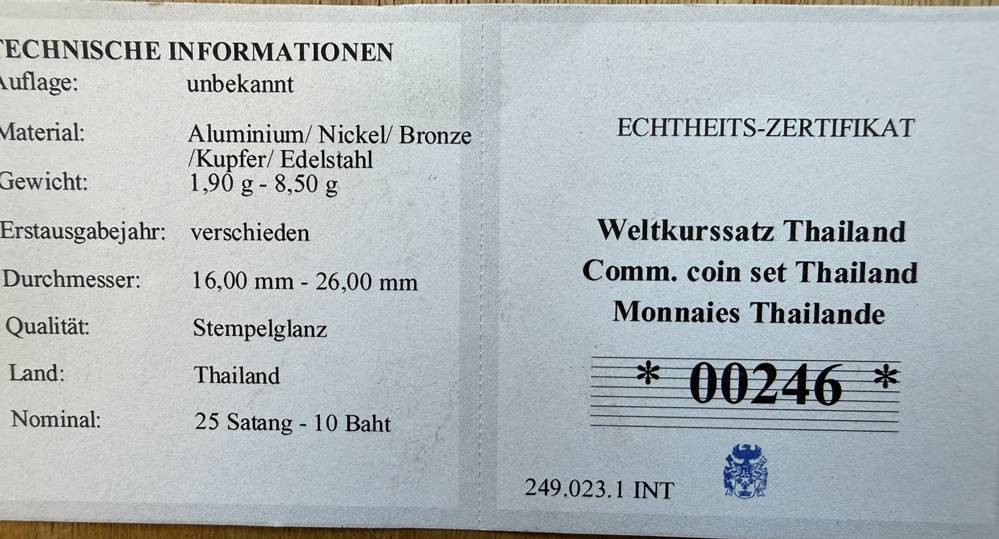 TECHNISCHE INFORMATIONEN
Auflage: unbekannt
Material: Aluminium/ Nickel/ Bronze
/Kupfer/ Edelstahl
Gewicht: 1,90 g - 8,50 g
Erstausgabejahr: verschieden
Durchmesser: 16,00 mm - 26,00 mm
Qualität: Stempelglanz
Land: Thailand
Nominal: 25 Satang - 10 Baht
ECHTHEITS-ZERTIFIKAT
Weltkurssatz Thailand
Comm. coin set Thailand
Monnaies Thailande
* 00246 *
249.023.1 INT